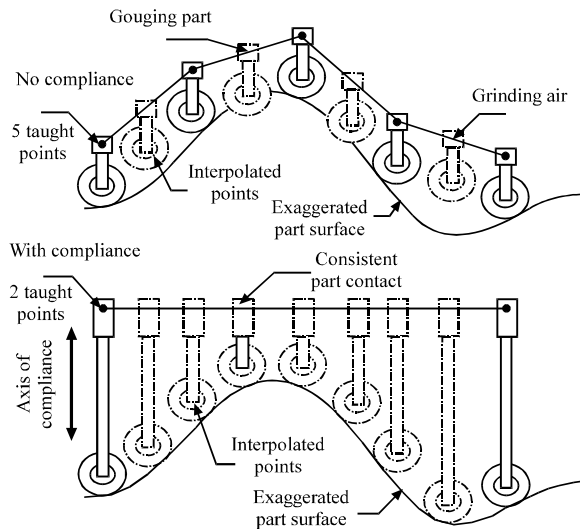 Gouging part
No compliance
5 taught
points
Grinding air
Interpolated
points
Exaggerated
part surface
With compliance
2 taught
points
Consistent
part contact
Axis of
compliance
Interpolated
points
Exaggerated
part surface